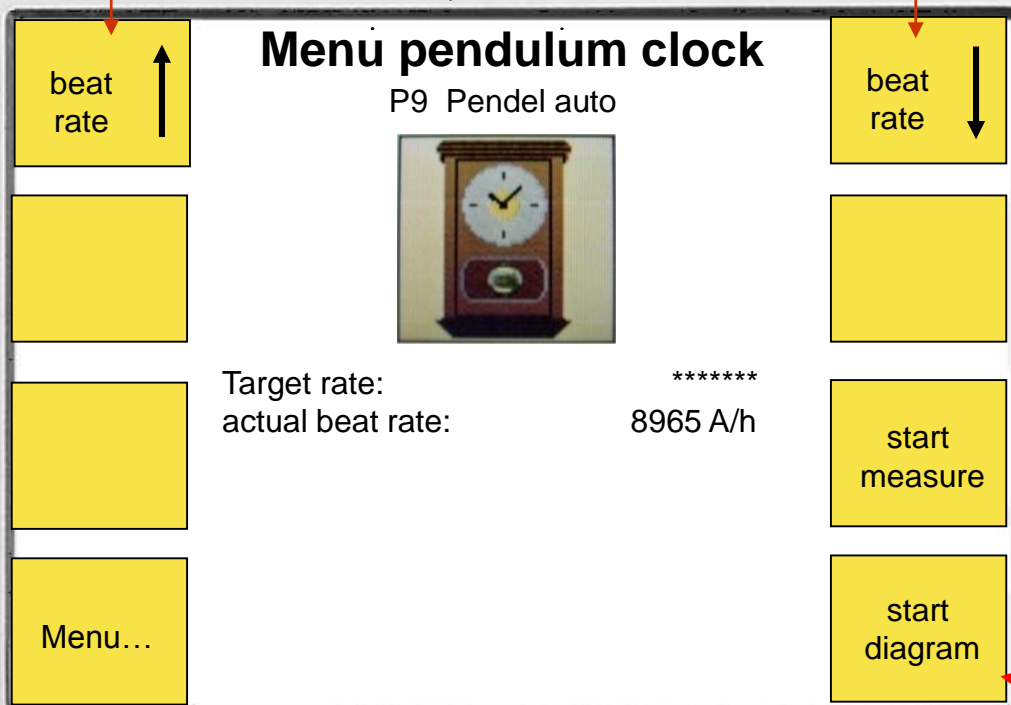 Menu pendulum clock
beat
rate
P9 Pendel auto
beat
rate
Target rate: *******
actual beat rate: 8965 A/h
start
measure
Menu…
start
diagram